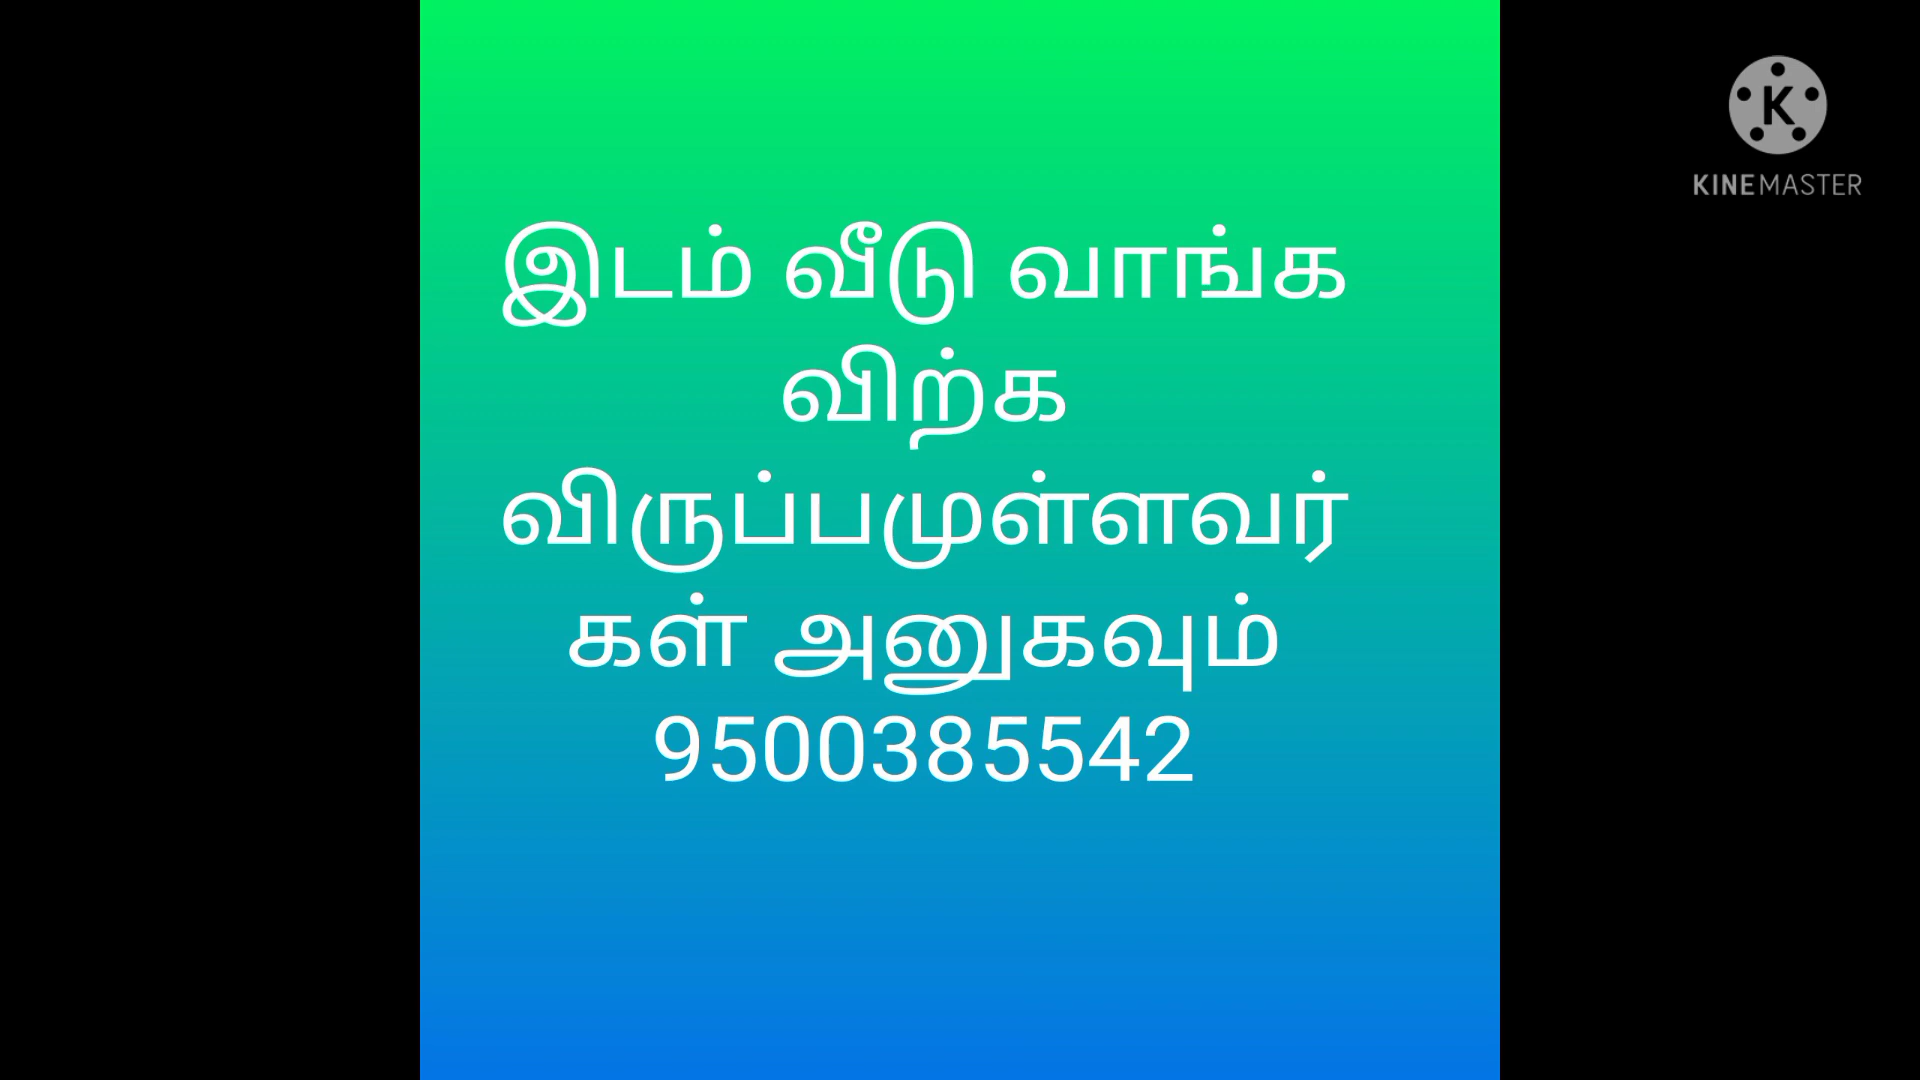 இடம் வீடு வாங்க
விற்க
விருப்பமுள்ளவர்
கள் அனுகவும்
9500385542
K
KINEMASTER